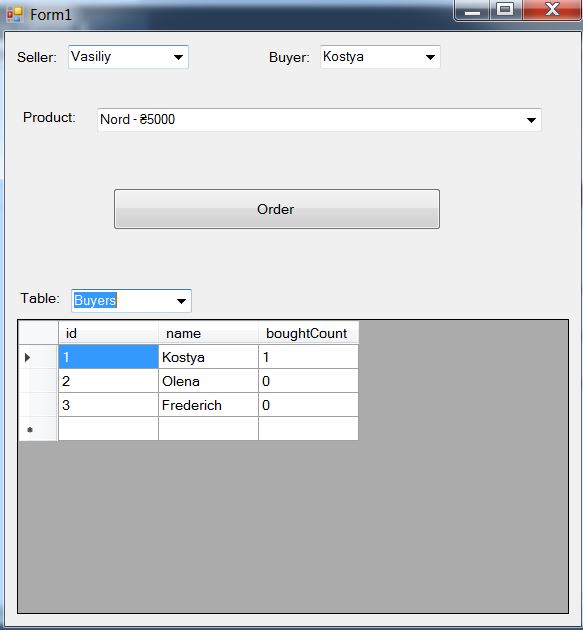 Form1
Seller: Vasiliy Buyer: Kostya
Product: Nord - ₴5000
Order
Table: Buyers
id name boughtCount
1 Kostya 1
2 Olena 0
3 Frederich 0